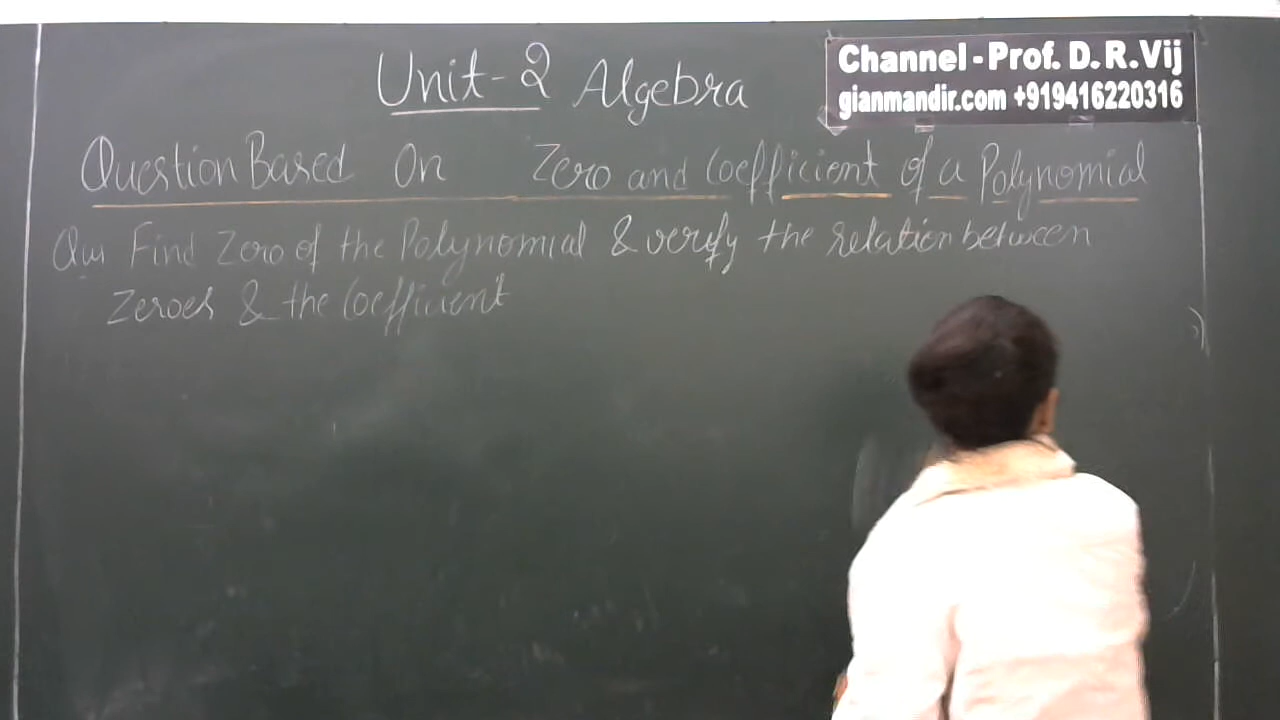 Unit-2 Algebra
Channel - Prof. D.R.Vij
gianmandir.com +919416220316
Question Based On Zero and Coefficient of a Polynomial
Qus Find Zero of the Polynomial & verify the relation between
Zeroes & the Coefficient